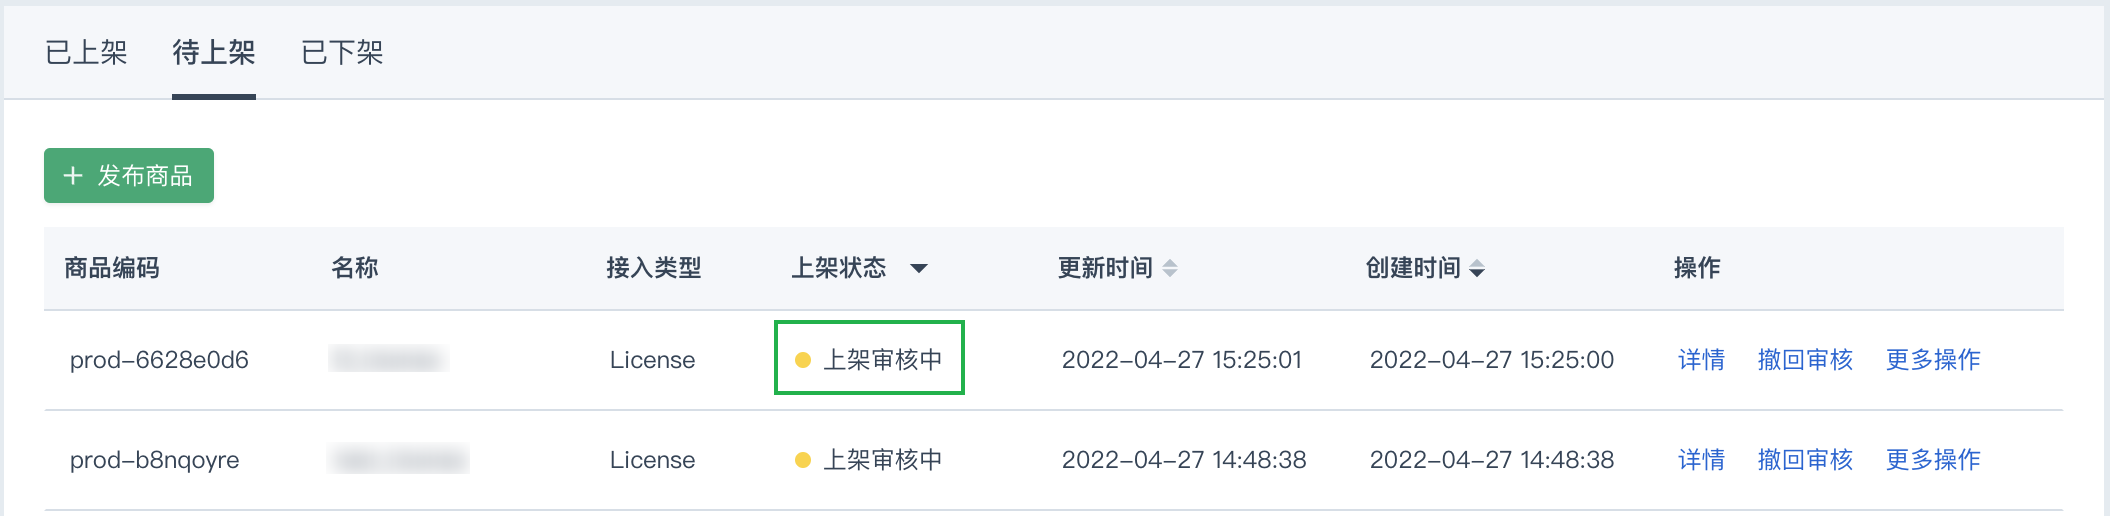 已上架 待上架 已下架
+ 发布商品
商品编码 名称 接入类型 上架状态 更新时间 创建时间 操作
prod-6628e0d6 License 上架审核中 2022-04-27 15:25:01 2022-04-27 15:25:00 详情 撤回审核 更多操作
prod-b8nqoyre License 上架审核中 2022-04-27 14:48:38 2022-04-27 14:48:38 详情 撤回审核 更多操作